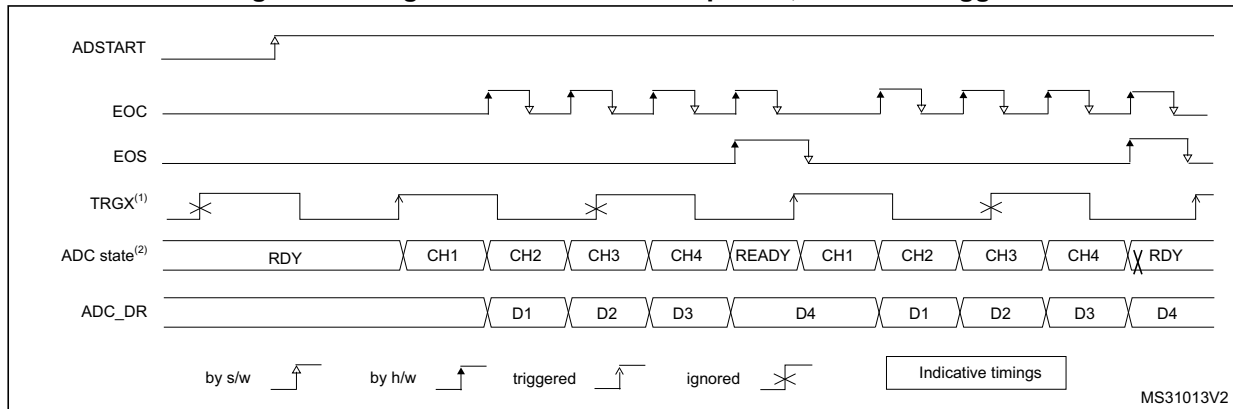 ADSTART
EOC
EOS
TRGX(1)
ADC state(2) RDY CH1 CH2 CH3 CH4 READY CH1 CH2 CH3 CH4 RDY
ADC_DR D1 D2 D3 D4 D1 D2 D3 D4
by s/w by h/w triggered ignored Indicative timings
MS31013V2